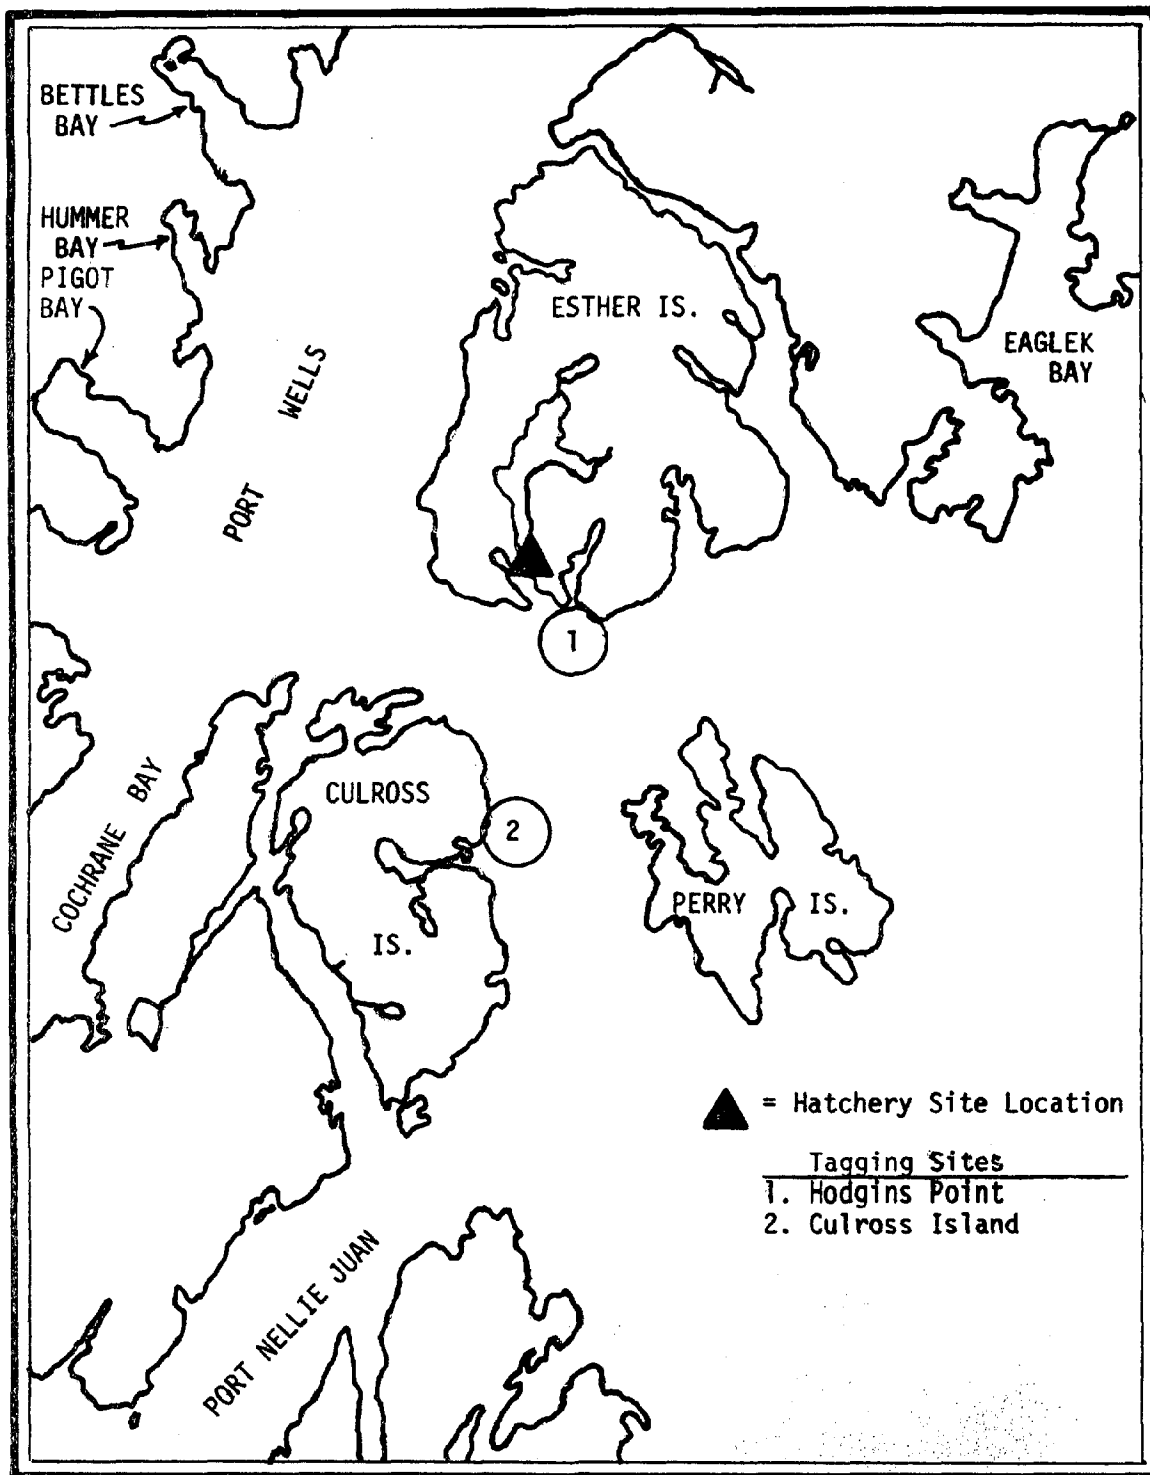 BETTLES
BAY
HUMMER
BAY
PIGOT
BAY
ESTHER IS.
EAGLEK
BAY
PORT WELLS
1
CULROSS
IS.
2
COCHRANE BAY
PERRY IS.
= Hatchery Site Location
Tagging Sites
1. Hodgins Point
2. Culross Island
PORT NELLIE JUAN